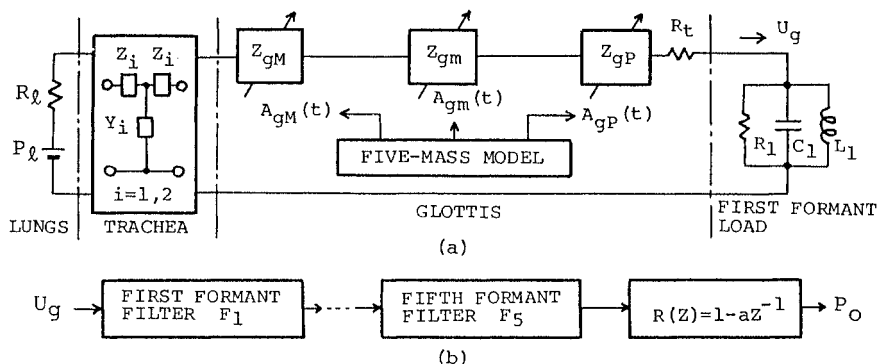 R_t
U_g
Z_i Z_i
Z_gM
Z_gm
Z_gP
R_ℓ
A_gM(t)
A_gm(t)
A_gP(t)
Y_i
P_ℓ
FIVE-MASS MODEL
R_1 C_1 L_1
i=1,2
LUNGS
TRACHEA
GLOTTIS
FIRST FORMANT
LOAD
(a)
U_g
FIRST FORMANT
FILTER F_1
FIFTH FORMANT
FILTER F_5
R(Z)=1-aZ^-1
P_O
(b)